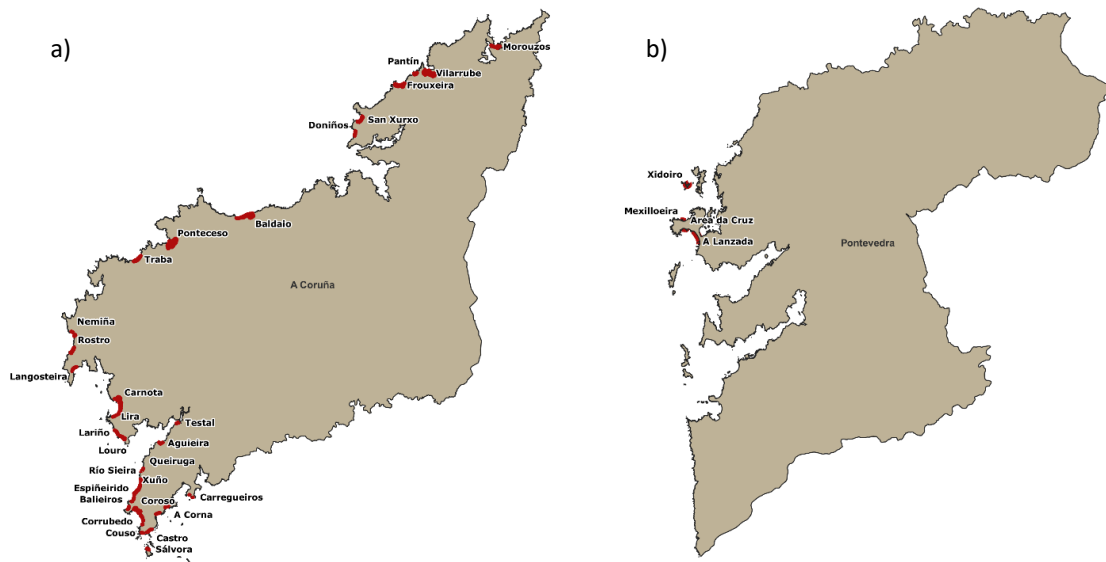 a)
Morouzos
Pantín
Vilarrube
Frouxeira
San Xurxo
Doniños
Baldaio
Ponteceso
Traba
A Coruña
Nemiña
Rostro
Langosteira
Carnota
Lira
Testal
Lariño
Aguieira
Louro
Queiruga
Río Sieira
Xuño
Espiñeirido
Balieiros
Corosó
Carregueiros
A Corna
Corrubedo
Couso
Castro
Sálvora
b)
Xidoiro
Mexilloeira
Area da Cruz
A Lanzada
Pontevedra